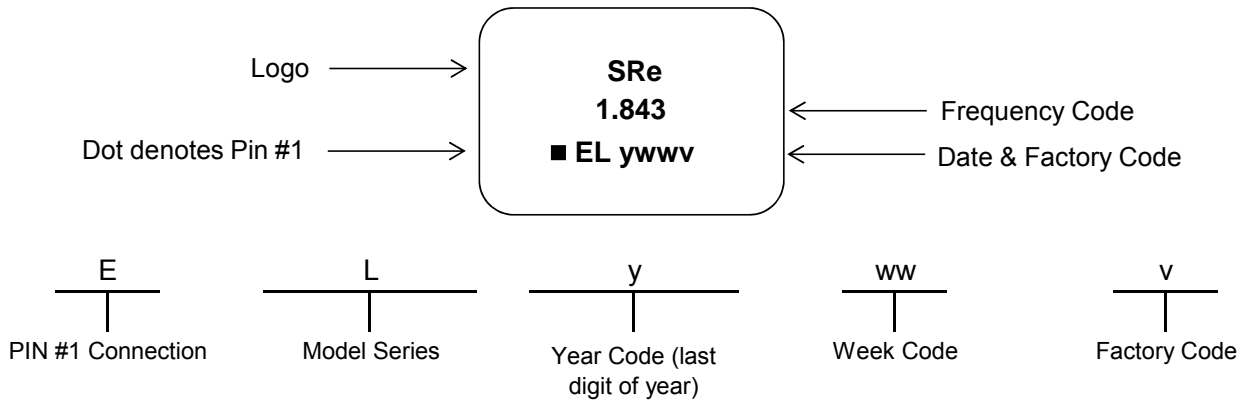 Logo
SRe
1.843
Frequency Code
Dot denotes Pin #1
■ EL ywwv
Date & Factory Code
E
L
y
ww
v
PIN #1 Connection
Model Series
Year Code (last
digit of year)
Week Code
Factory Code